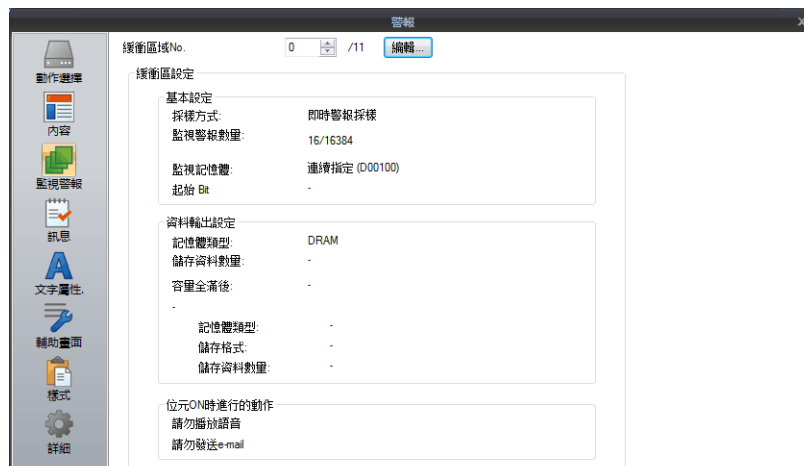 警報
動作選擇
內容
監視警報
訊息
文字屬性.
輔助畫面
樣式
詳細
緩衝區域No. 0 /11 編輯...
緩衝區設定
基本設定
採樣方式: 即時警報採樣
監視警報數量: 16/16384
監視記憶體: 連續指定 (D00100)
起始 Bit -
資料輸出設定
記憶體類型: DRAM
儲存資料數量: -
容量全滿後: -
-
記憶體類型: -
儲存格式: -
儲存資料數量: -
位元ON時進行的動作
請勿播放語音
請勿發送e-mail